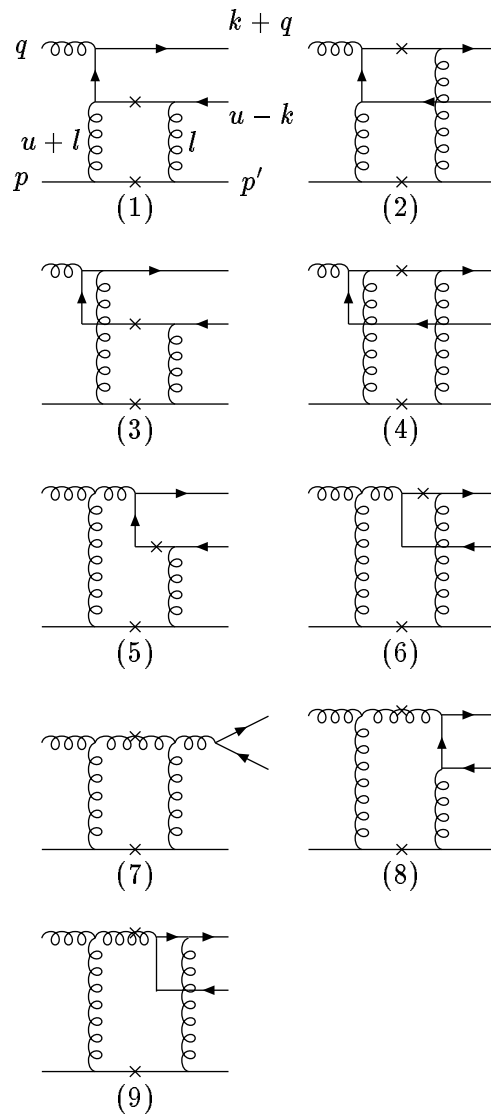 q
k + q
u + l
l
u − k
p
p′
(1)
(2)
(3)
(4)
(5)
(6)
(7)
(8)
(9)